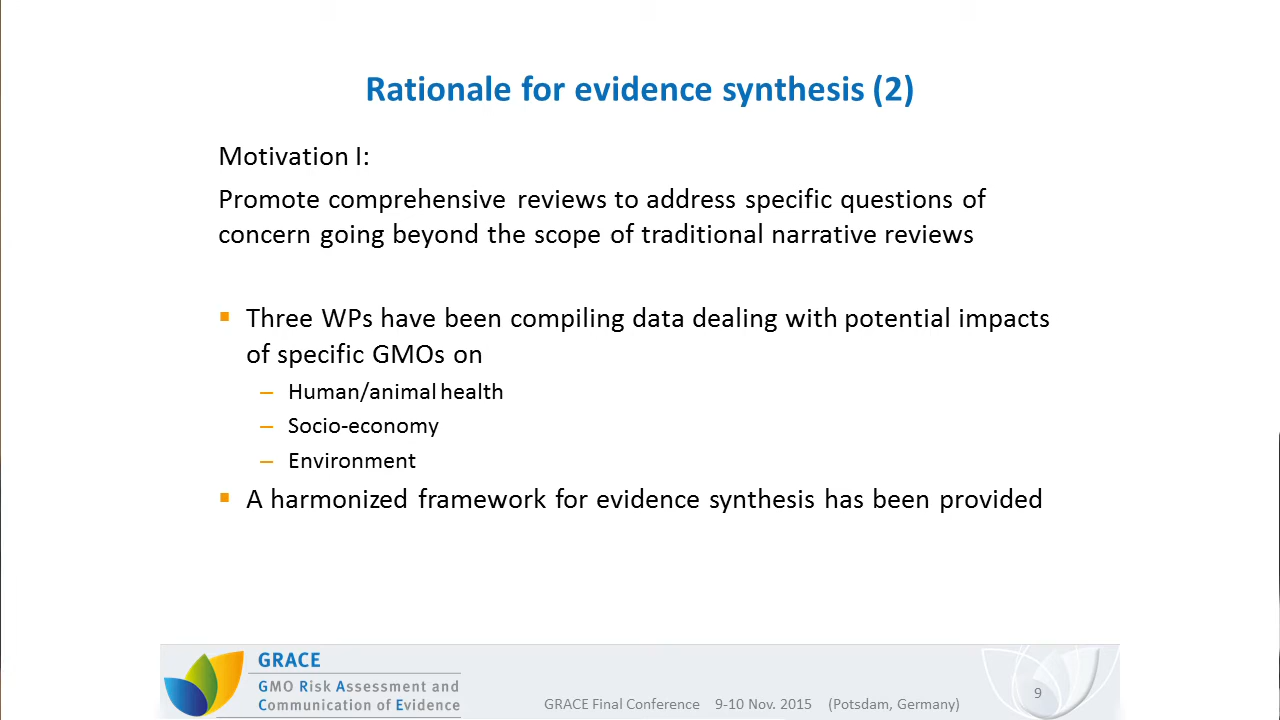 Rationale for evidence synthesis (2)
Motivation I:
Promote comprehensive reviews to address specific questions of
concern going beyond the scope of traditional narrative reviews
Three WPs have been compiling data dealing with potential impacts
of specific GMOs on
– Human/animal health
– Socio-economy
– Environment
A harmonized framework for evidence synthesis has been provided
GRACE
GMO Risk Assessment and
Communication of Evidence
GRACE Final Conference 9-10 Nov. 2015 (Potsdam, Germany)
9